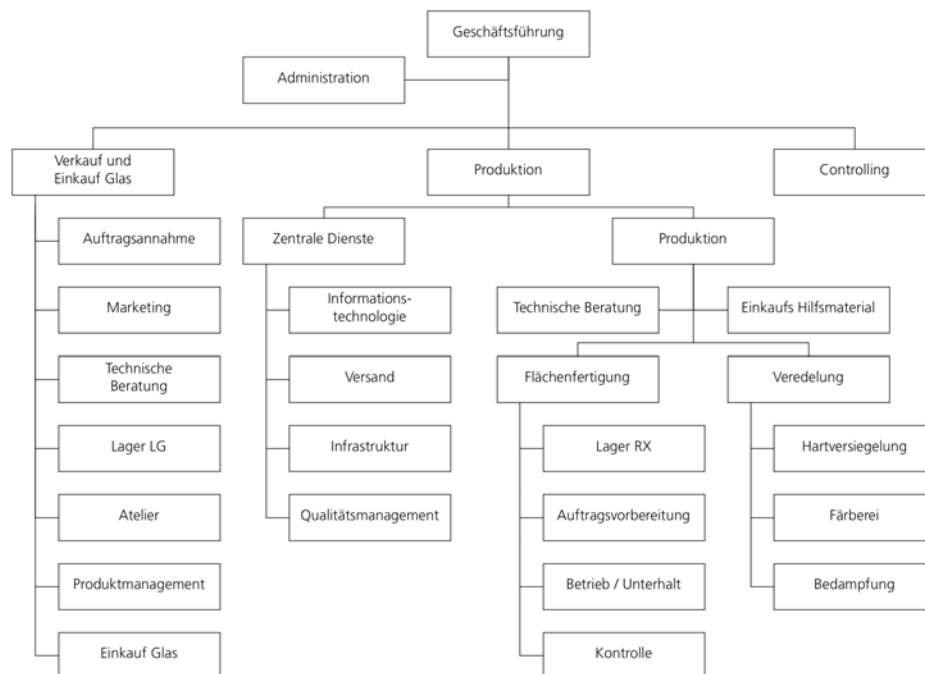 Geschäftsführung
Administration
Verkauf und
Einkauf Glas
Produktion
Controlling
Auftragsannahme
Zentrale Dienste
Produktion
Marketing
Informations-
technologie
Technische Beratung
Einkaufs Hilfsmaterial
Technische
Beratung
Versand
Flächenfertigung
Veredelung
Lager LG
Infrastruktur
Lager RX
Hartversiegelung
Atelier
Qualitätsmanagement
Auftragsvorbereitung
Färberei
Produktmanagement
Betrieb / Unterhalt
Bedampfung
Einkauf Glas
Kontrolle